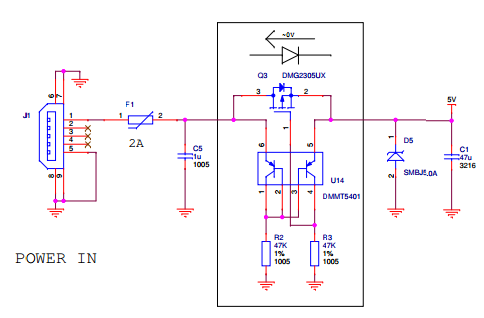 ~0V
Q3 DMG2305UX
3 2
1
6 7
J1
1
2
3
4
5
8 9
F1
1 2
2A
C5
1u
1005
6 5
1 2 3 4
U14
DMMT5401
R2
47K
1%
1005
R3
47K
1%
1005
1
D5
2
SMBJ5.0A
5V
C1
47u
3216
POWER IN